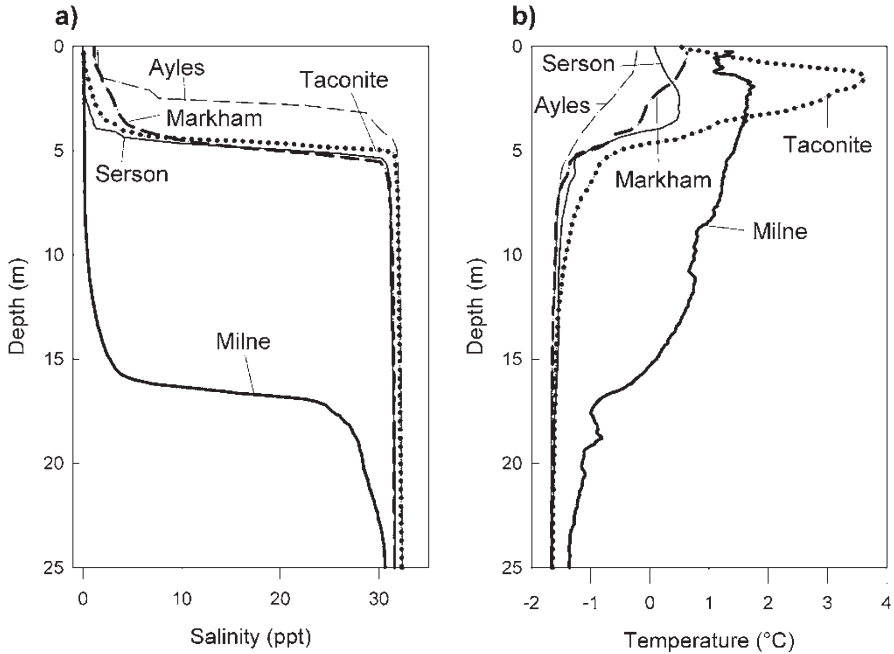 a)
0
5
10
15
20
25
Depth (m)
Ayles
Taconite
Markham
Serson
Milne
0 10 20 30
Salinity (ppt)
b)
0
5
10
15
20
25
Depth (m)
Serson
Ayles
Taconite
Markham
Milne
-2 -1 0 1 2 3 4
Temperature (°C)